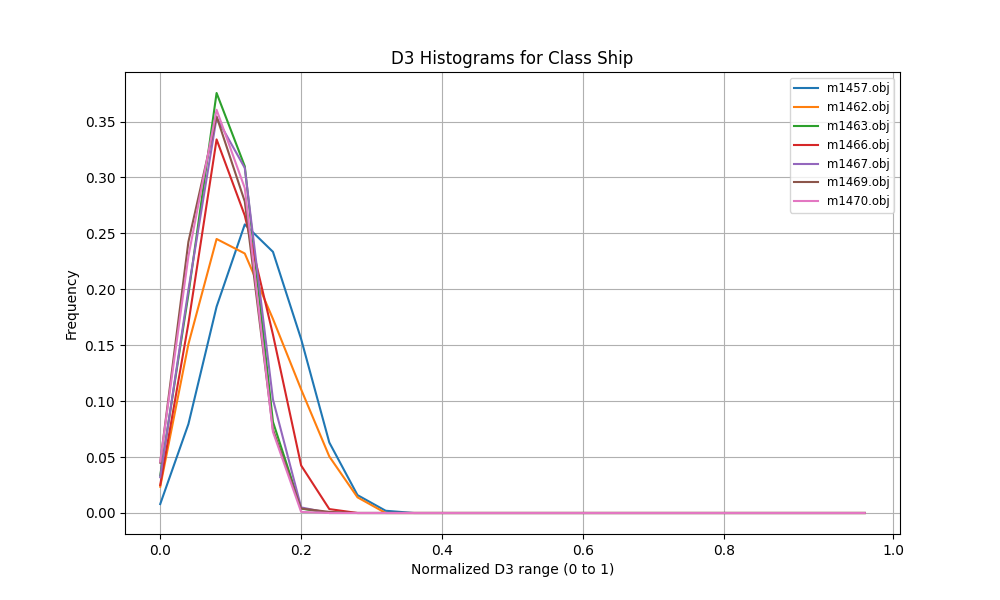 D3 Histograms for Class Ship
m1457.obj
m1462.obj
m1463.obj
m1466.obj
m1467.obj
m1469.obj
m1470.obj
Frequency
0.35
0.30
0.25
0.20
0.15
0.10
0.05
0.00
0.0 0.2 0.4 0.6 0.8 1.0
Normalized D3 range (0 to 1)